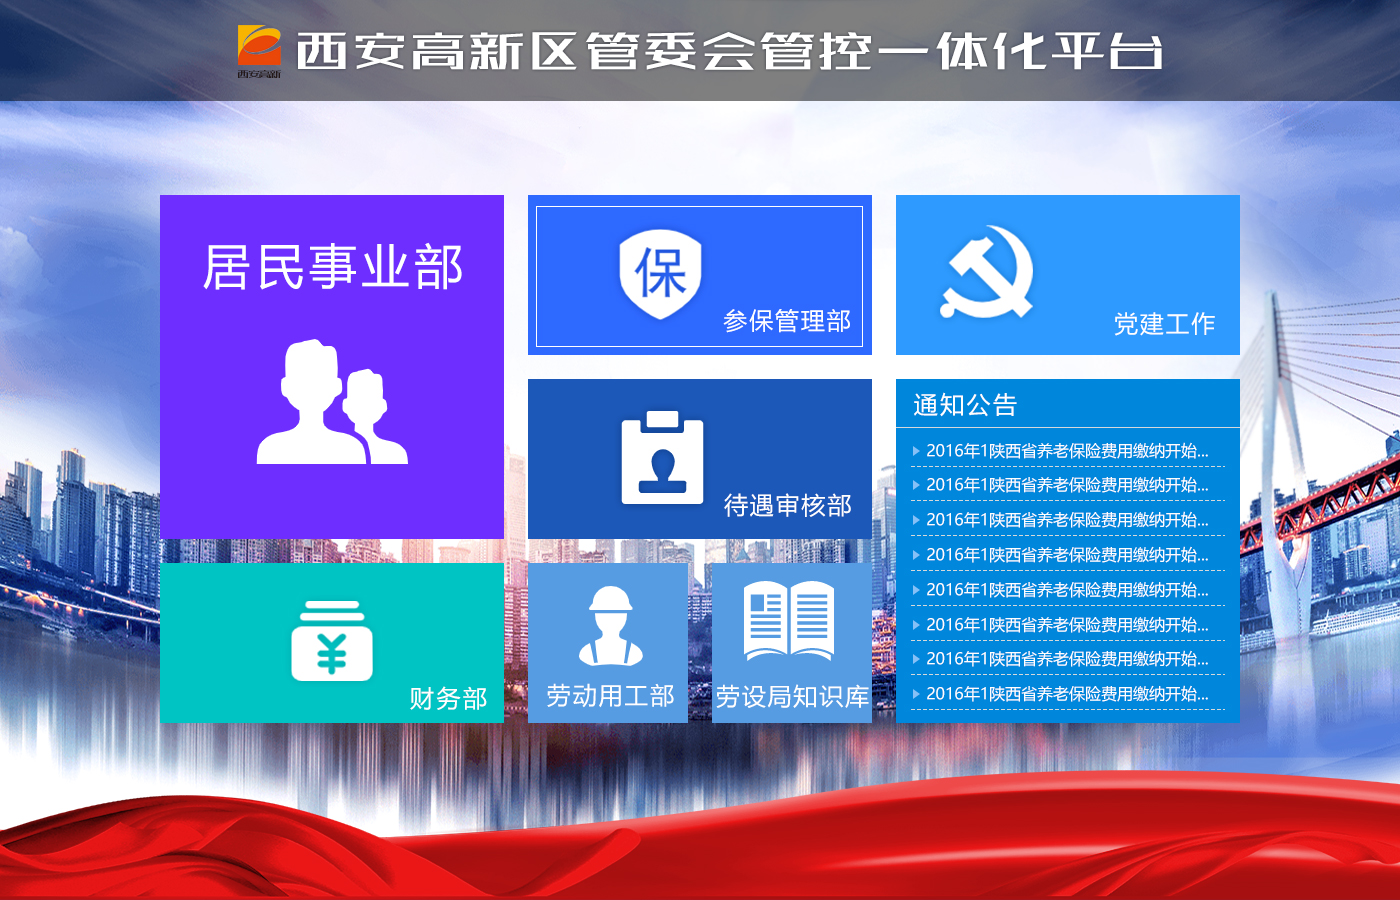 西安高新
西安高新区管委会管控一体化平台
居民事业部
保
参保管理部
党建工作
待遇审核部
通知公告
2016年1陕西省养老保险费用缴纳开始...
2016年1陕西省养老保险费用缴纳开始...
2016年1陕西省养老保险费用缴纳开始...
2016年1陕西省养老保险费用缴纳开始...
2016年1陕西省养老保险费用缴纳开始...
2016年1陕西省养老保险费用缴纳开始...
2016年1陕西省养老保险费用缴纳开始...
2016年1陕西省养老保险费用缴纳开始...
¥
财务部
劳动用工部
劳设局知识库